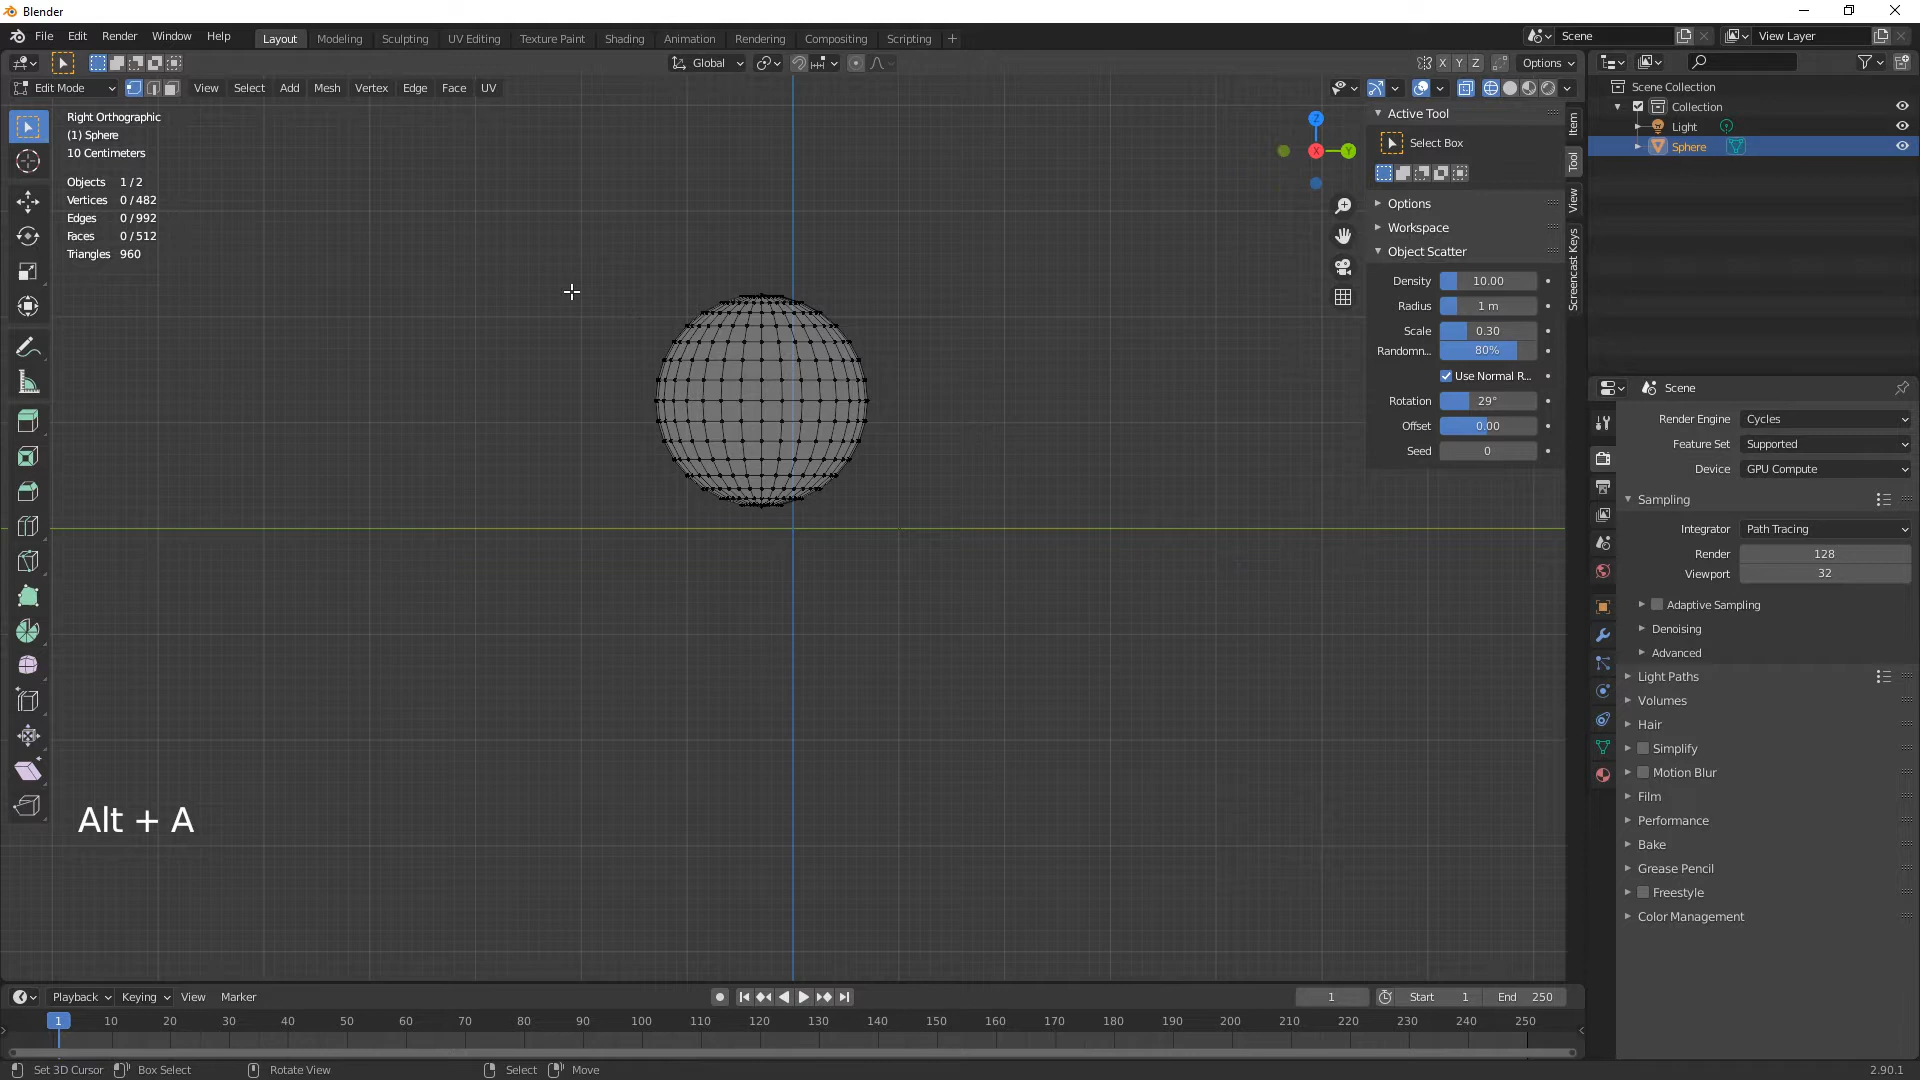 Blender
File Edit Render Window Help Layout Modeling Sculpting UV Editing Texture Paint Shading Animation Rendering Compositing Scripting + Scene View Layer
Global X Y Z Options
Edit Mode View Select Add Mesh Vertex Edge Face UV
Right Orthographic
(1) Sphere
10 Centimeters
Objects 1 / 2
Vertices 0 / 482
Edges 0 / 992
Faces 0 / 512
Triangles 960
Z
X
Y
Active Tool
Select Box
Options
Workspace
Object Scatter
Density 10.00
Radius 1 m
Scale 0.30
Randomn... 80%
Use Normal R...
Rotation 29°
Offset 0.00
Seed 0
Item
Tool
View
Screencast Keys
Scene Collection
Collection
Light
Sphere
Scene
Render Engine Cycles
Feature Set Supported
Device GPU Compute
Sampling
Integrator Path Tracing
Render 128
Viewport 32
Adaptive Sampling
Denoising
Advanced
Light Paths
Volumes
Hair
Simplify
Motion Blur
Film
Performance
Bake
Grease Pencil
Freestyle
Color Management
Alt + A
Playback Keying View Marker 1 Start 1 End 250
1 10 20 30 40 50 60 70 80 90 100 110 120 130 140 150 160 170 180 190 200 210 220 230 240 250
Set 3D Cursor Box Select Rotate View Select Move 2.90.1